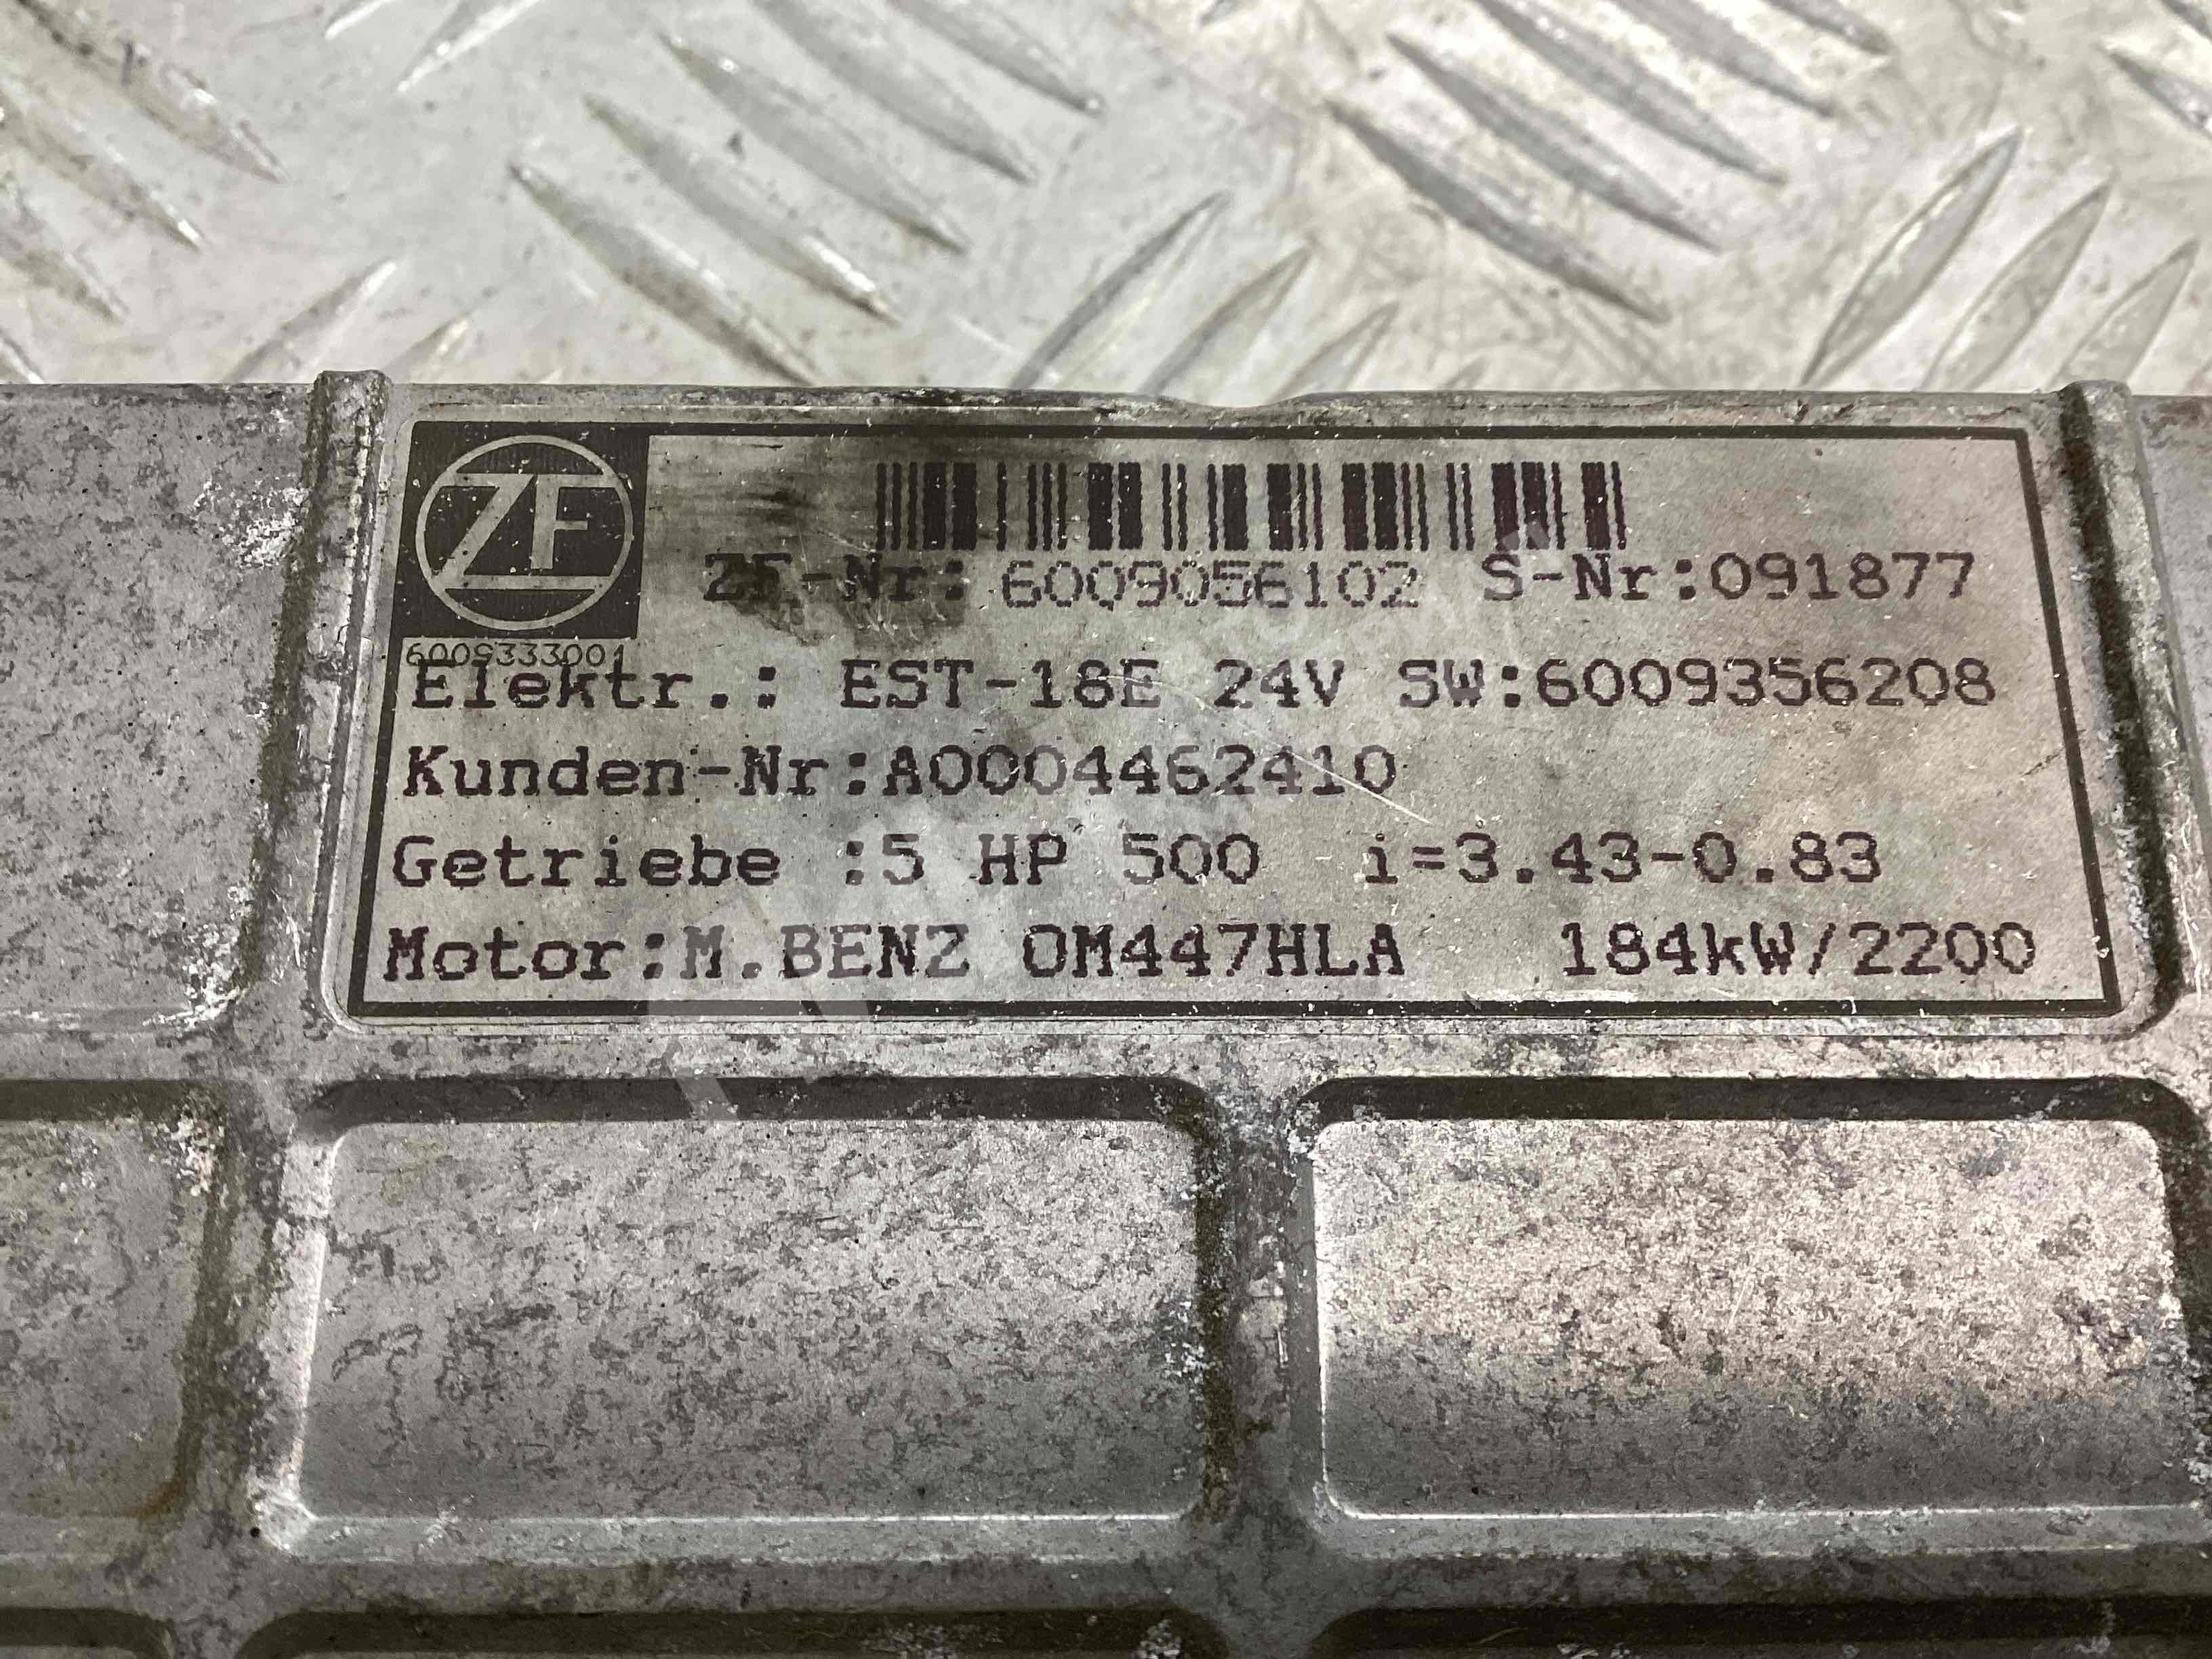 ZF
ZF-Nr: 6009056102 S-Nr:091877
6009333001
Elektr.: EST-18E 24V SW:6009356208
Kunden-Nr:A0004462410
Getriebe :5 HP 500 i=3.43-0.83
Motor:M.BENZ OM447HLA 184kW/2200